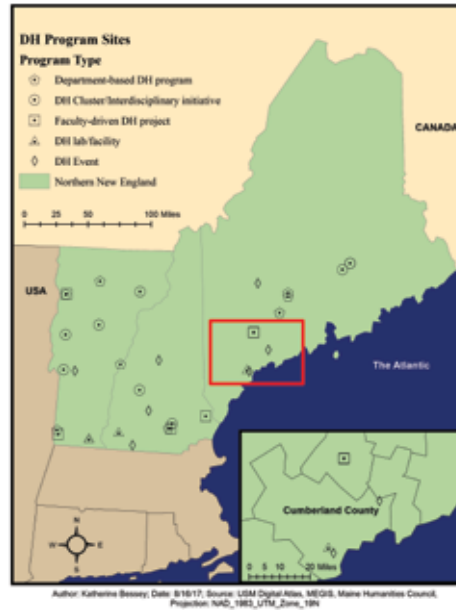 DH Program Sites
Program Type
Department-based DH program
DH Cluster/Interdisciplinary initiative
Faculty-driven DH project
DH lab/facility
DH Event
Northern New England
0 25 50 100 Miles
CANADA
USA
The Atlantic
Cumberland County
0 5 10 20 Miles
N
W E
S
Author: Katherine Bessey; Date: 8/16/17; Source: USM Digital Atlas, MEGIS, Maine Humanities Council,
Projection: NAD_1983_UTM_Zone_19N